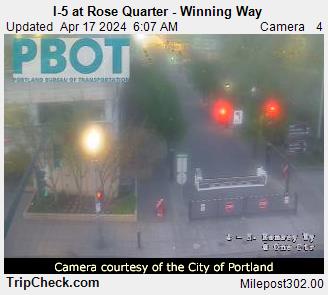 I-5 at Rose Quarter - Winning Way
Updated  Apr 17 2024  6:07 AM
Camera  4
PBOT
PORTLAND BUREAU OF TRANSPORTATION
Camera courtesy of the City of Portland
TripCheck.com
Milepost302.00